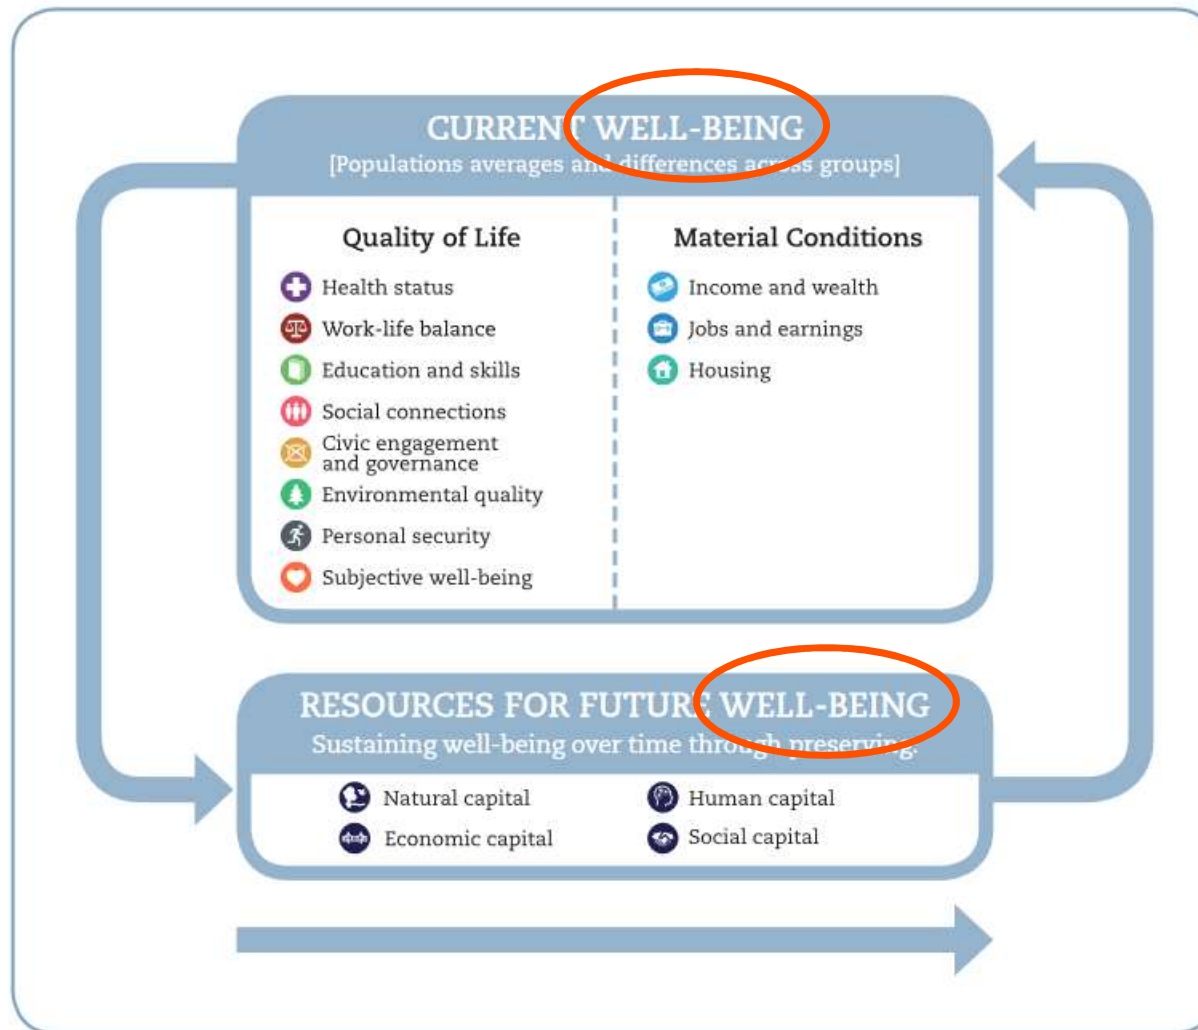 CURRENT WELL-BEING
[Populations averages and differences across groups]
Quality of Life
Health status
Work-life balance
Education and skills
Social connections
Civic engagement
and governance
Environmental quality
Personal security
Subjective well-being
Material Conditions
Income and wealth
Jobs and earnings
Housing
RESOURCES FOR FUTURE WELL-BEING
Sustaining well-being over time through preserving:
Natural capital
Human capital
Economic capital
Social capital